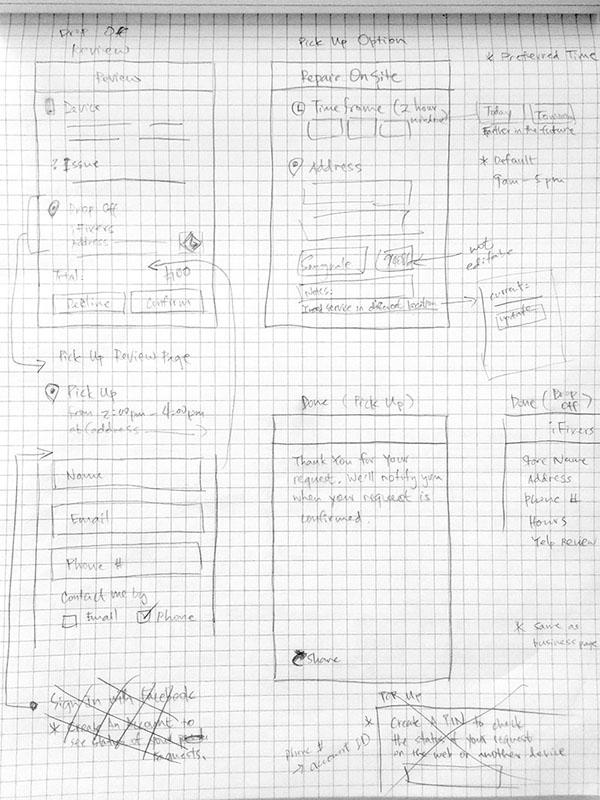 Drop Off
Review
Review
Device
? Issue
Drop Off
iFixers
Address
Total:
$100
Decline
Confirm
Pick Up Review Page
Pick Up
from 2:00pm - 4:00pm
at (address
Name
Email
Phone #
Contact me by
Email
Phone
Sign in with Facebook
* Create An Account to
see status of your
requests.
Pick Up Option
Repair OnSite
Time frame (2 hour
window)
Address
Sunnyvale
Notes:
I need service in different location
* Preferred Time
Today
Tomorrow
Earlier in the future
* Default
9am - 5pm
not
editable
current:
update
Done (Pick Up)
Thank You for your
request. We'll notify you
when your request is
confirmed.
Share
Done (Drop
Off)
iFixers
Store Name
Address
Phone #
Hours
Yelp Review
* same as
business page
Pop Up
* Create A PIN to check
the status of your request
on the web or another device
phone #
→ account ID